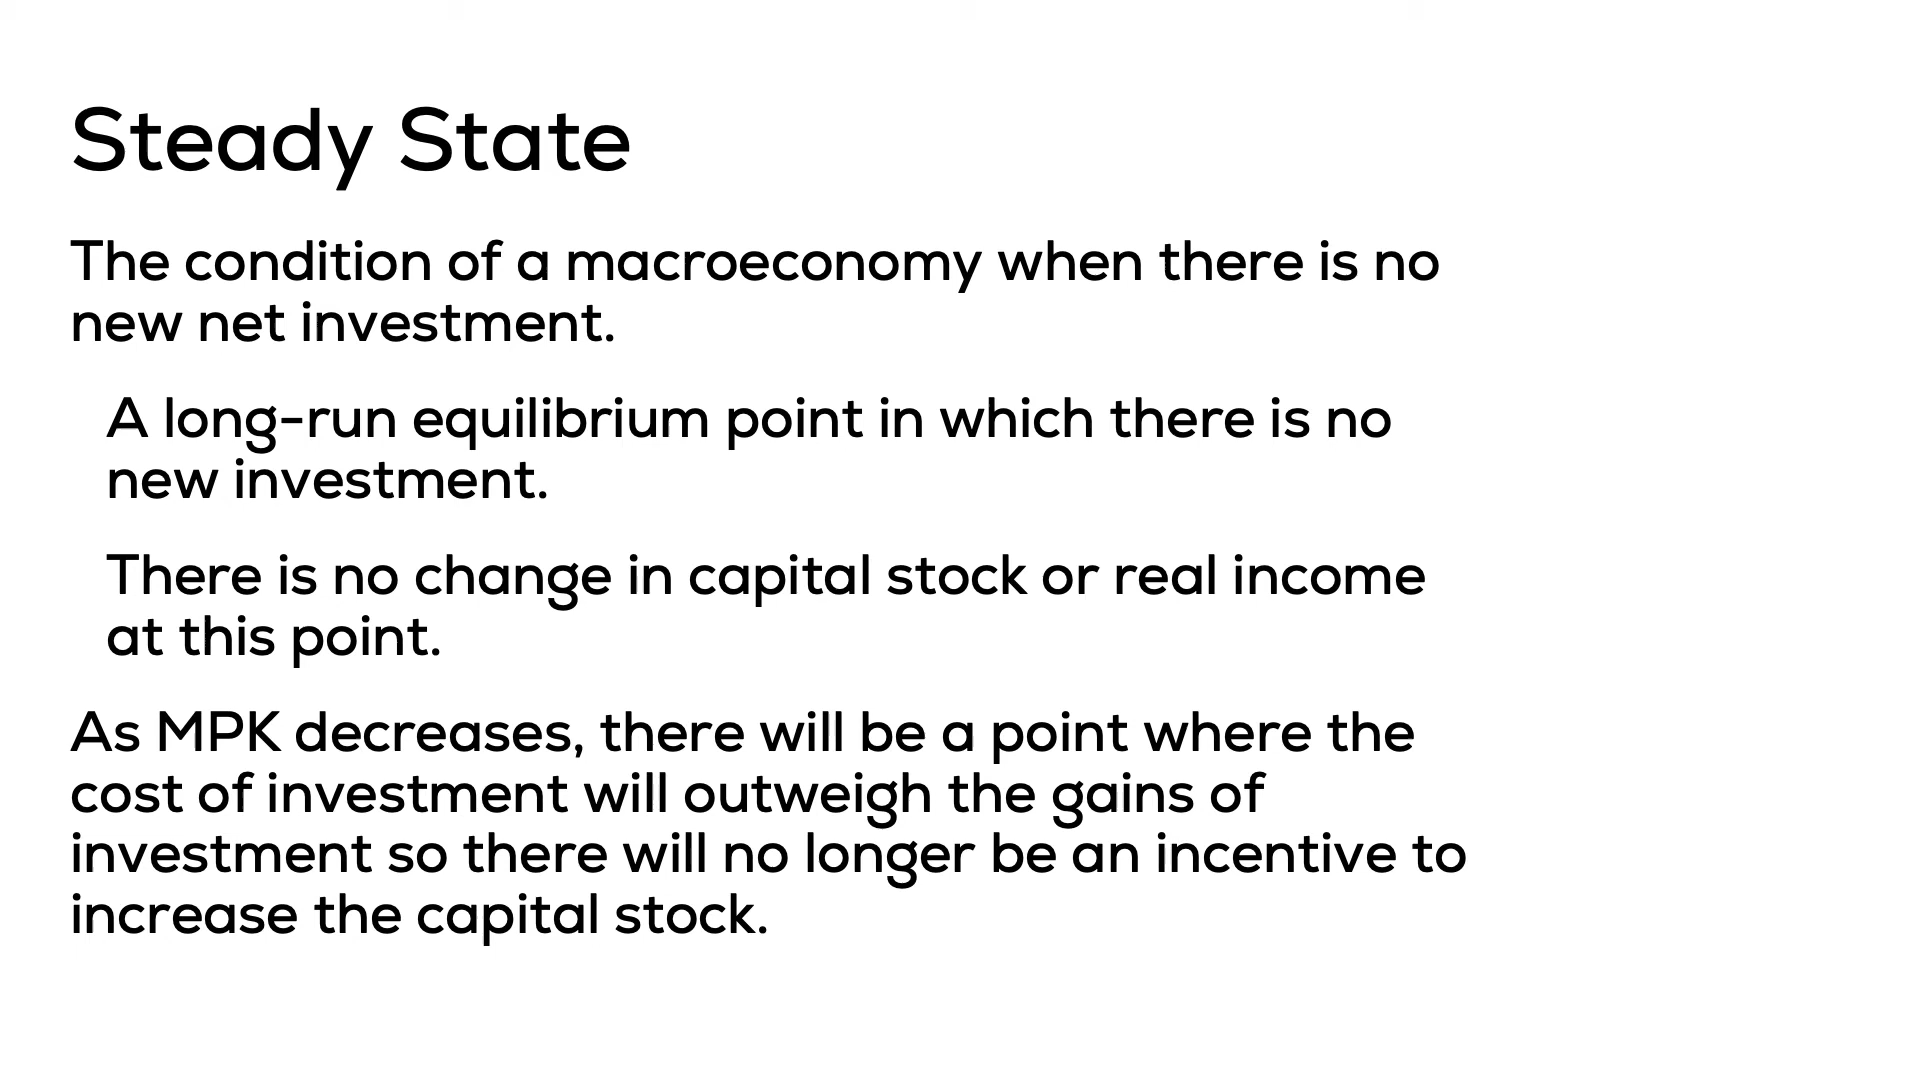 Steady State
The condition of a macroeconomy when there is no
new net investment.
A long-run equilibrium point in which there is no
new investment.
There is no change in capital stock or real income
at this point.
As MPK decreases, there will be a point where the
cost of investment will outweigh the gains of
investment so there will no longer be an incentive to
increase the capital stock.